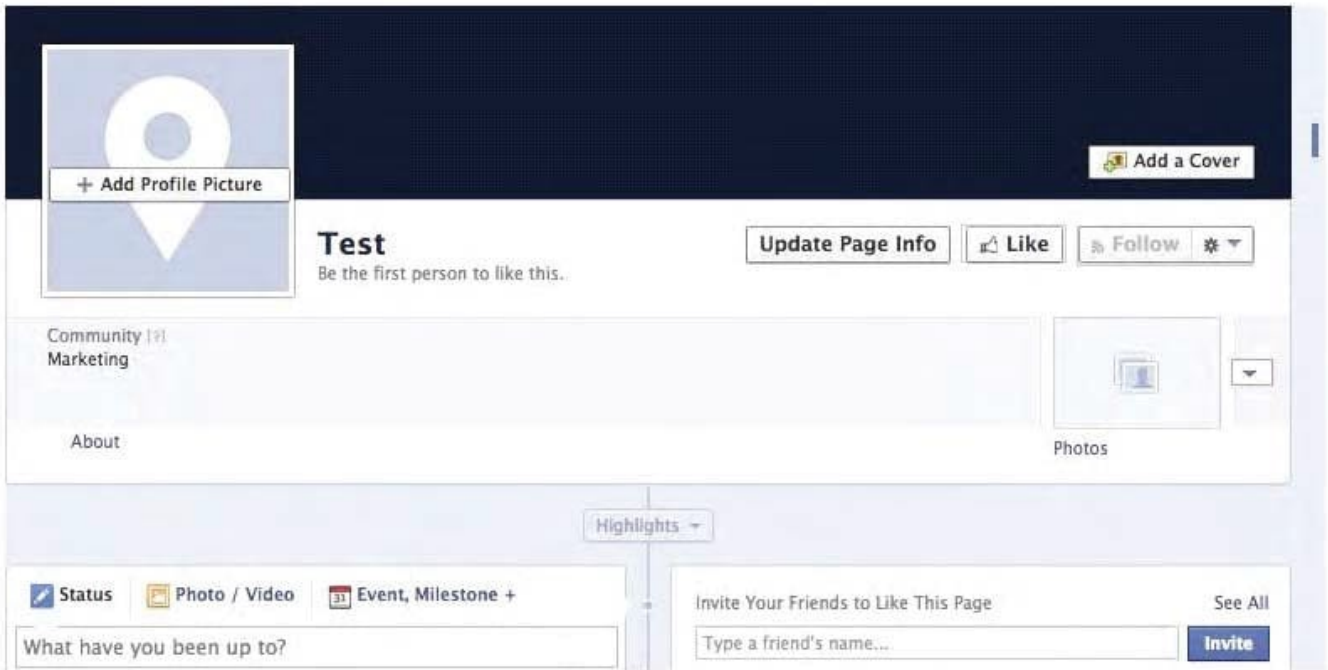 Add a Cover
+ Add Profile Picture
Test
Be the first person to like this.
Update Page Info
Like
Follow
Community [?]
Marketing
About
Photos
Highlights
Status
Photo / Video
31
Event, Milestone +
What have you been up to?
Invite Your Friends to Like This Page
See All
Type a friend's name...
Invite